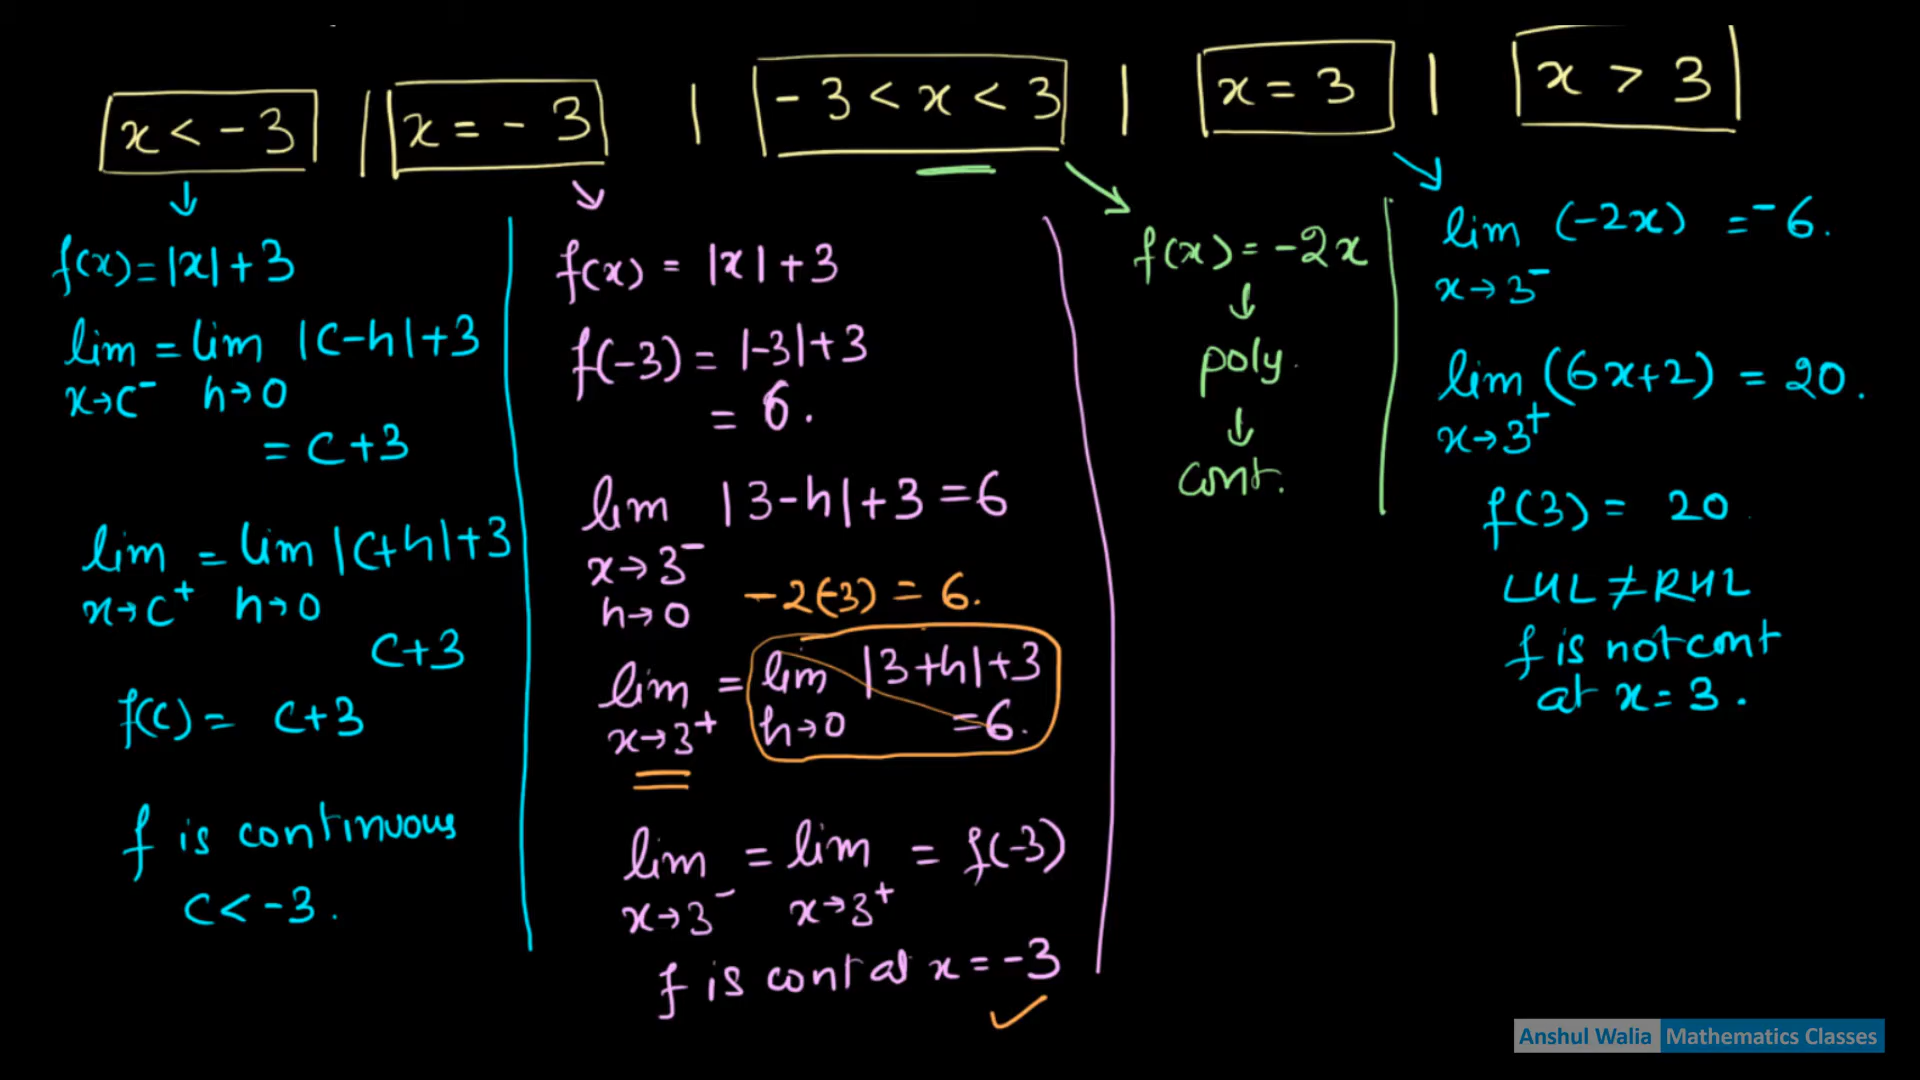 x < -3 | x = -3 | -3 < x < 3 | x = 3 | x > 3
f(x) = |x| + 3
lim = lim |c-h| + 3
x→c⁻ h→0
= c+3
lim = lim |c+h| + 3
x→c⁺ h→0
c+3
f(c) = c+3
f is continuous
c < -3.
f(x) = |x| + 3
f(-3) = |-3| + 3
= 6.
lim |3-h| + 3 = 6
x→3⁻
h→0
-2(-3) = 6.
lim = lim |3+h| + 3
x→3⁺ h→0 = 6.
lim = lim = f(-3)
x→3⁻ x→3⁺
f is cont at x = -3
f(x) = -2x
poly.
cont.
lim (-2x) = -6.
x→3⁻
lim (6x+2) = 20.
x→3⁺
f(3) = 20
LHL ≠ RHL
f is not cont
at x = 3.
Anshul Walia Mathematics Classes